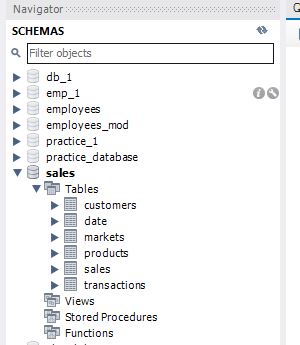 Navigator
SCHEMAS
Filter objects
db_1
emp_1
employees
employees_mod
practice_1
practice_database
sales
Tables
customers
date
markets
products
sales
transactions
Views
Stored Procedures
Functions